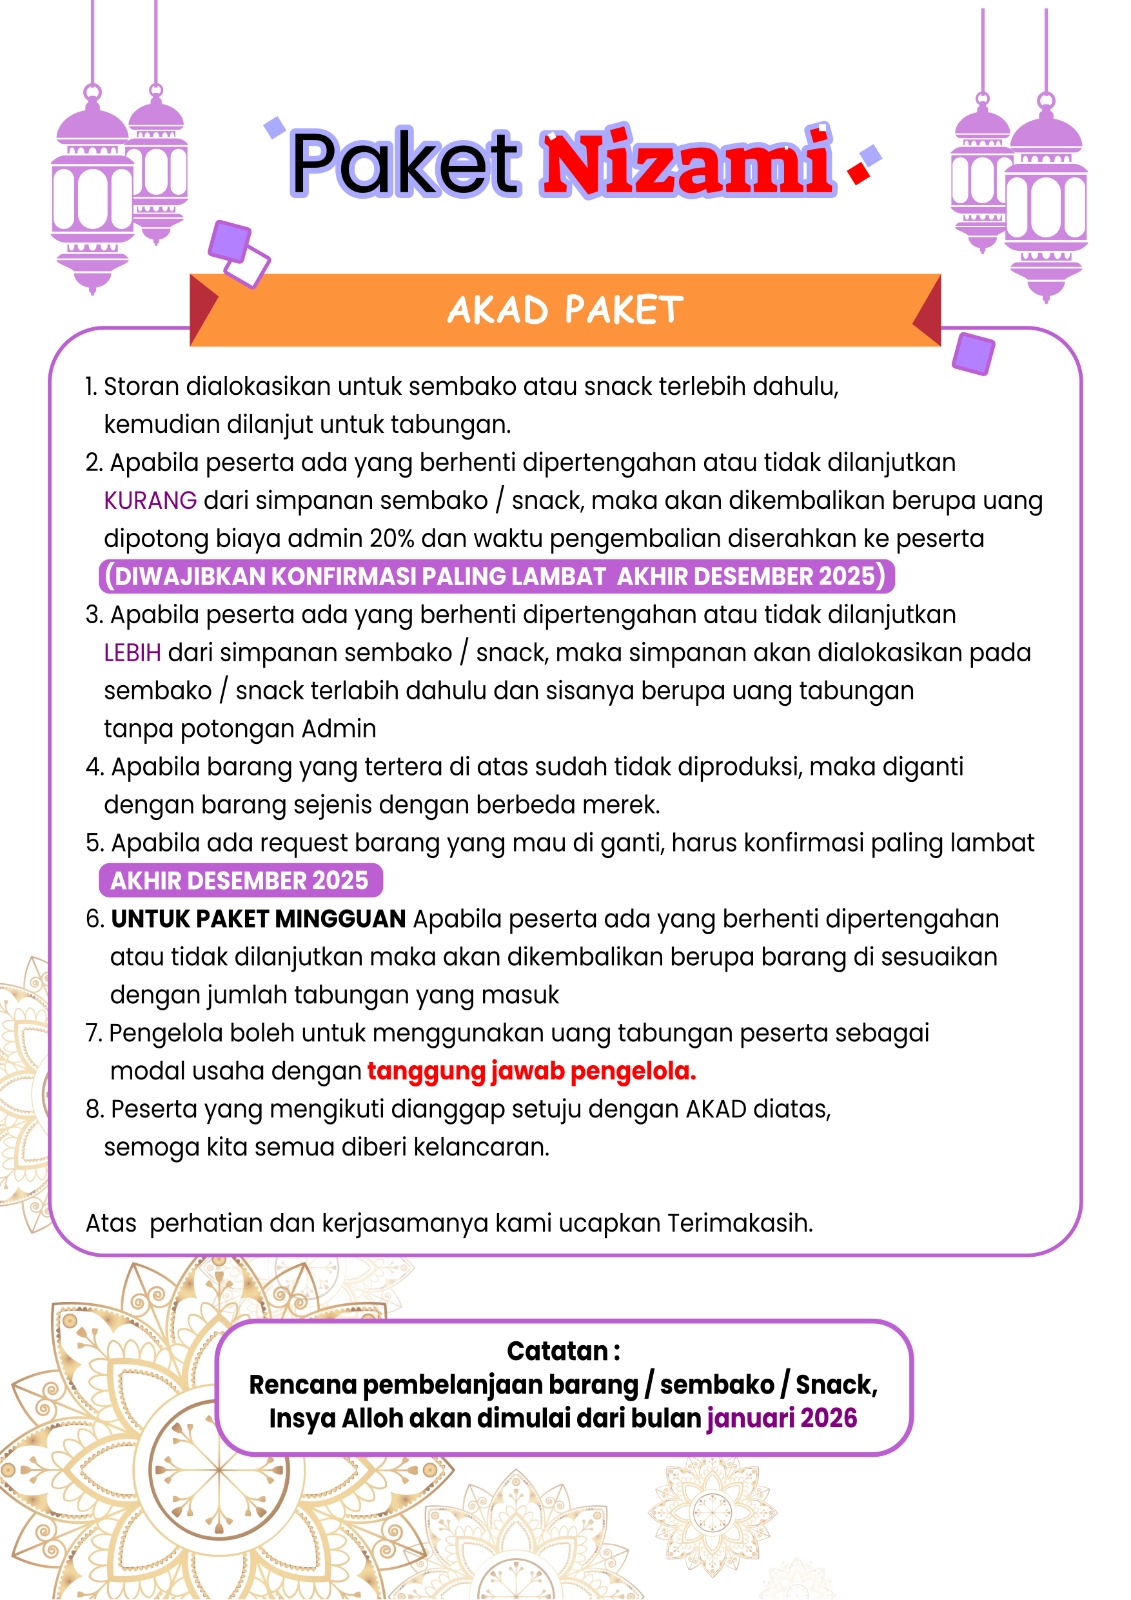 Paket Nizami
AKAD PAKET
1. Storan dialokasikan untuk sembako atau snack terlebih dahulu,
kemudian dilanjut untuk tabungan.
2. Apabila peserta ada yang berhenti dipertengahan atau tidak dilanjutkan
KURANG dari simpanan sembako / snack, maka akan dikembalikan berupa uang
dipotong biaya admin 20% dan waktu pengembalian diserahkan ke peserta
(DIWAJIBKAN KONFIRMASI PALING LAMBAT  AKHIR DESEMBER 2025)
3. Apabila peserta ada yang berhenti dipertengahan atau tidak dilanjutkan
LEBIH dari simpanan sembako / snack, maka simpanan akan dialokasikan pada
sembako / snack terlabih dahulu dan sisanya berupa uang tabungan
tanpa potongan Admin
4. Apabila barang yang tertera di atas sudah tidak diproduksi, maka diganti
dengan barang sejenis dengan berbeda merek.
5. Apabila ada request barang yang mau di ganti, harus konfirmasi paling lambat
AKHIR DESEMBER 2025
6. UNTUK PAKET MINGGUAN Apabila peserta ada yang berhenti dipertengahan
atau tidak dilanjutkan maka akan dikembalikan berupa barang di sesuaikan
dengan jumlah tabungan yang masuk
7. Pengelola boleh untuk menggunakan uang tabungan peserta sebagai
modal usaha dengan tanggung jawab pengelola.
8. Peserta yang mengikuti dianggap setuju dengan AKAD diatas,
semoga kita semua diberi kelancaran.
Atas  perhatian dan kerjasamanya kami ucapkan Terimakasih.
Catatan :
Rencana pembelanjaan barang / sembako / Snack,
Insya Alloh akan dimulai dari bulan januari 2026